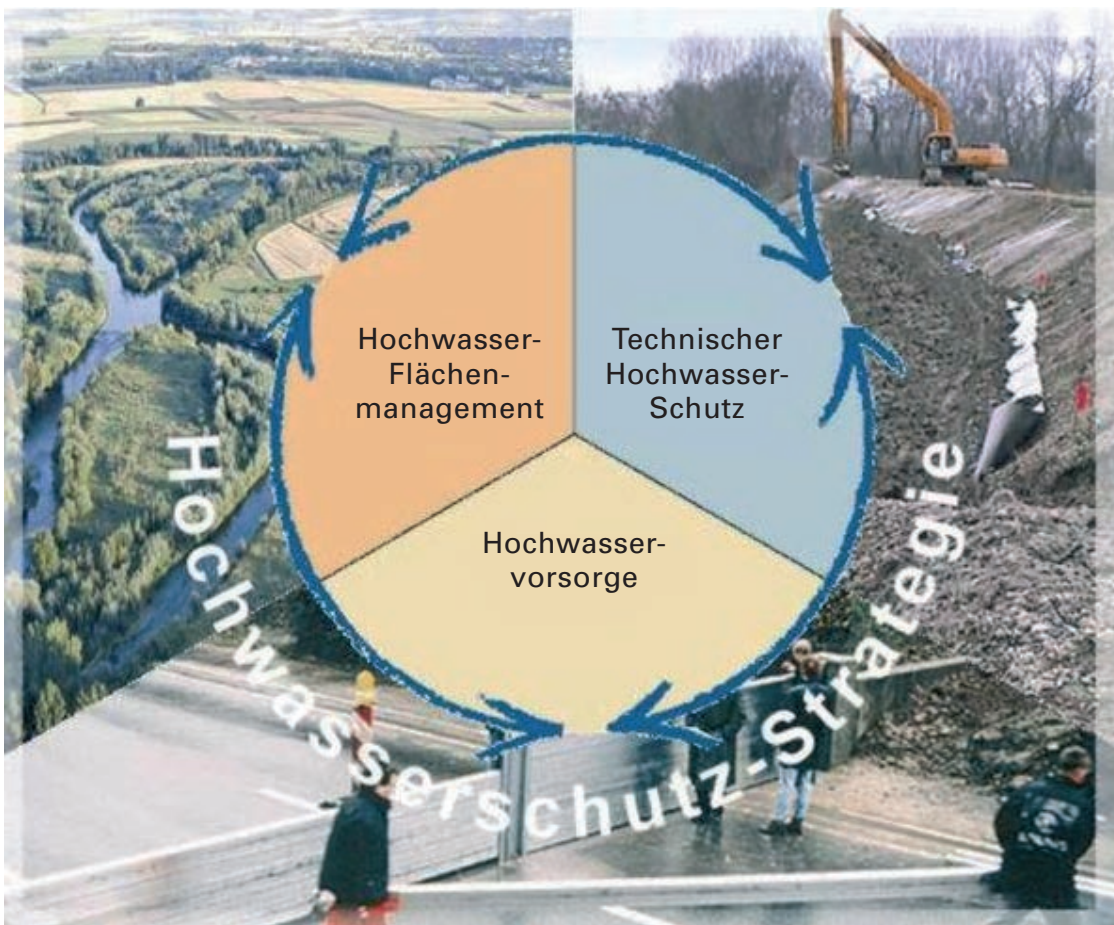 Hochwasser-
Flächen-
management
Technischer
Hochwasser-
Schutz
Hochwasser-
vorsorge
Hochwasserschutz-Strategie